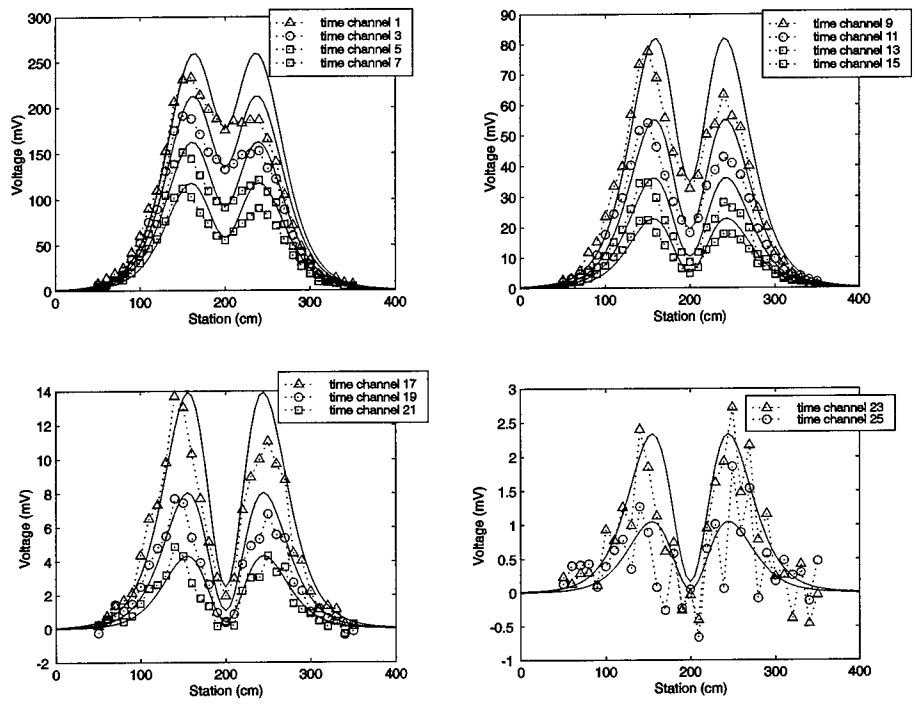 300
250
200
150
100
50
0
Voltage (mV)
0 100 200 300 400
Station (cm)
time channel 1
time channel 3
time channel 5
time channel 7
90
80
70
60
50
40
30
20
10
0
Voltage (mV)
0 100 200 300 400
Station (cm)
time channel 9
time channel 11
time channel 13
time channel 15
14
12
10
8
6
4
2
0
-2
Voltage (mV)
0 100 200 300 400
Station (cm)
time channel 17
time channel 19
time channel 21
3
2.5
2
1.5
1
0.5
0
-0.5
-1
Voltage (mV)
0 100 200 300 400
Station (cm)
time channel 23
time channel 25